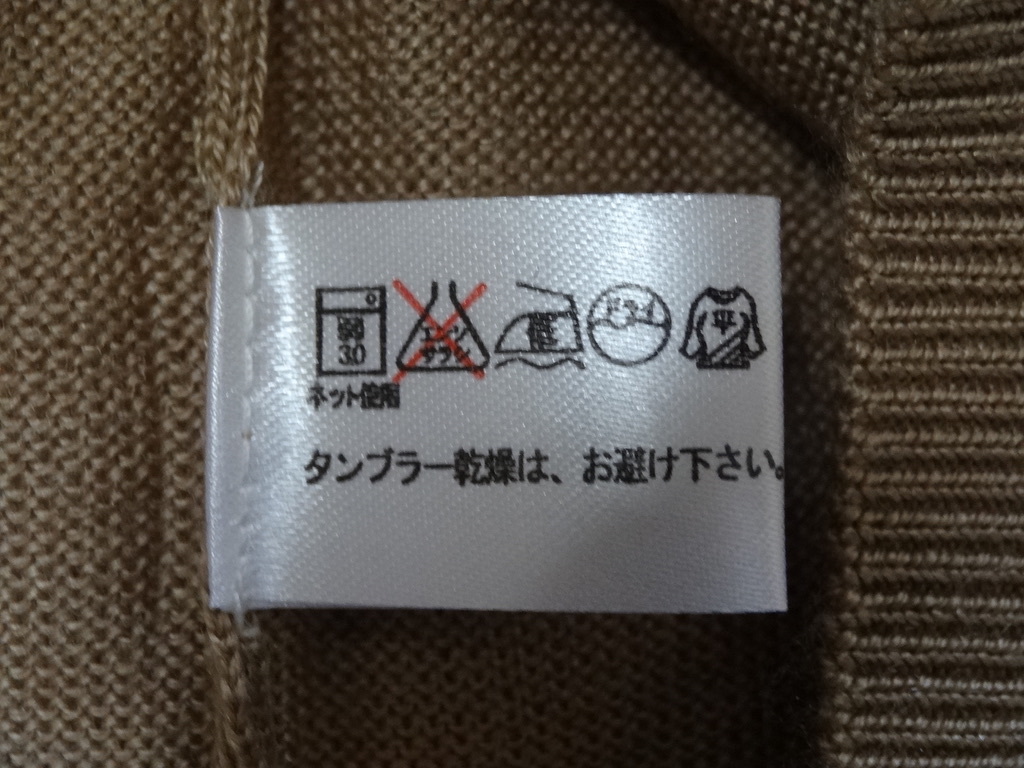 弱
30
エンソ
サラシ
ドライ
平
ネット使用
タンブラー乾燥は、お避け下さい。